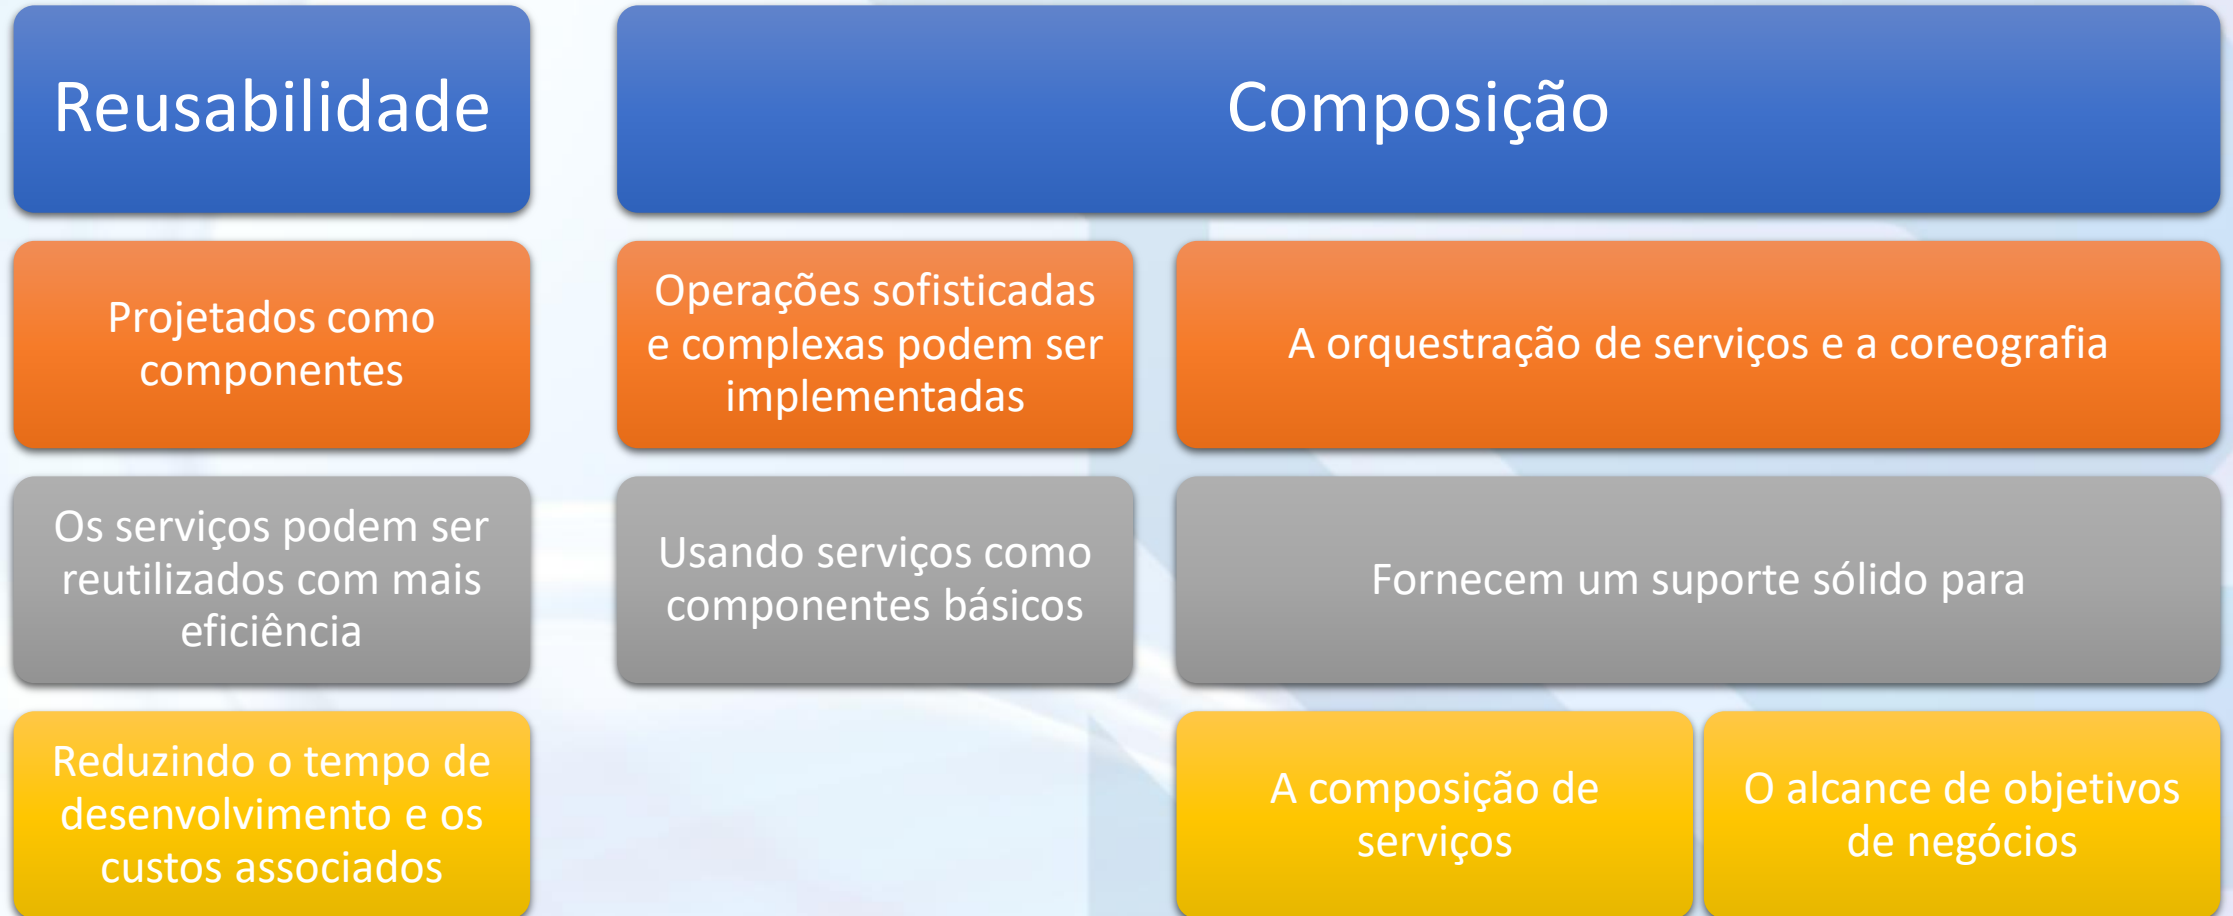 Reusabilidade
Composição
Projetados como
componentes
Operações sofisticadas
e complexas podem ser
implementadas
A orquestração de serviços e a coreografia
Os serviços podem ser
reutilizados com mais
eficiência
Usando serviços como
componentes básicos
Fornecem um suporte sólido para
Reduzindo o tempo de
desenvolvimento e os
custos associados
A composição de
serviços
O alcance de objetivos
de negócios